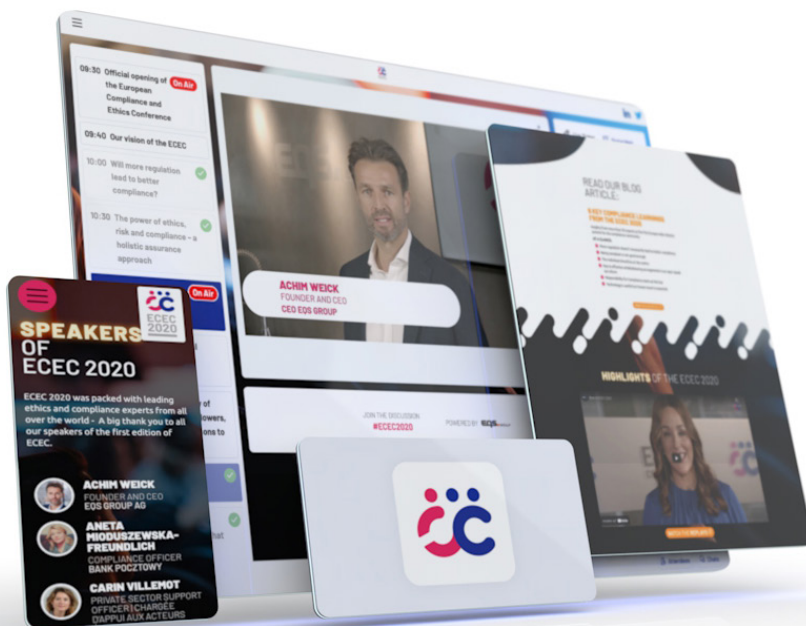 09:30 Official opening of
the European
Compliance and
Ethics Conference
On Air
09:40 Our vision of the ECEC
10:00 Will more regulation
lead to better
compliance?
10:30 The power of ethics,
risk and compliance – a
holistic assurance
approach
On Air
ACHIM WEICK
FOUNDER AND CEO
CEO EQS GROUP
JOIN THE DISCUSSION
#ECEC2020
POWERED BY EQS
READ OUR BLOG
ARTICLE:
FROM THE ECEC 2020
HIGHLIGHTS OF THE ECEC 2020
ECEC
2020
SPEAKERS
OF
ECEC 2020
ECEC 2020 was packed with leading
ethics and compliance experts from all
over the world - A big thank you to all
our speakers of the first edition of
ECEC.
ACHIM WEICK
FOUNDER AND CEO
EQS GROUP AG
ANETA
MIODUSZEWSKA-
FREUNDLICH
COMPLIANCE OFFICER
BANK POCZTOWY
CARIN VILLEMOT
PRIVATE SECTOR SUPPORT
OFFICER | CHARGÉE
D'APPUI AUX ACTEURS